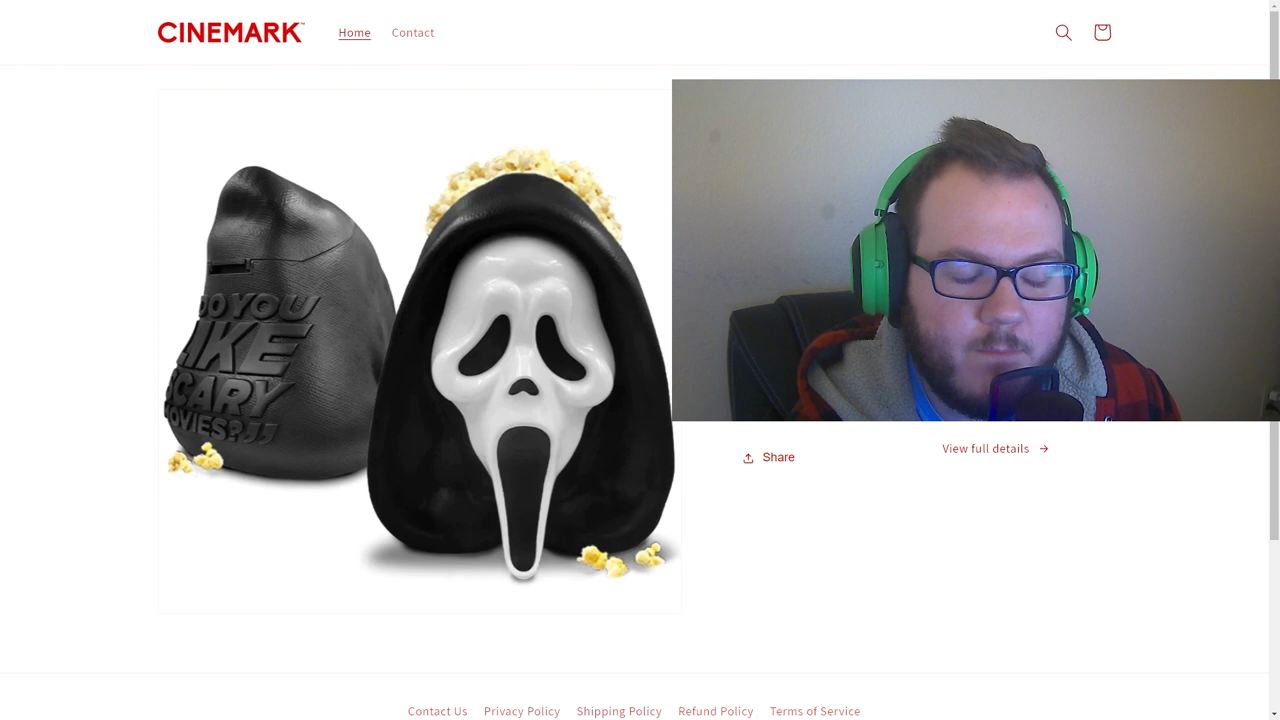 CINEMARK™
Home
Contact
DO YOU
LIKE
SCARY
MOVIES?
Share
View full details →
Contact Us
Privacy Policy
Shipping Policy
Refund Policy
Terms of Service